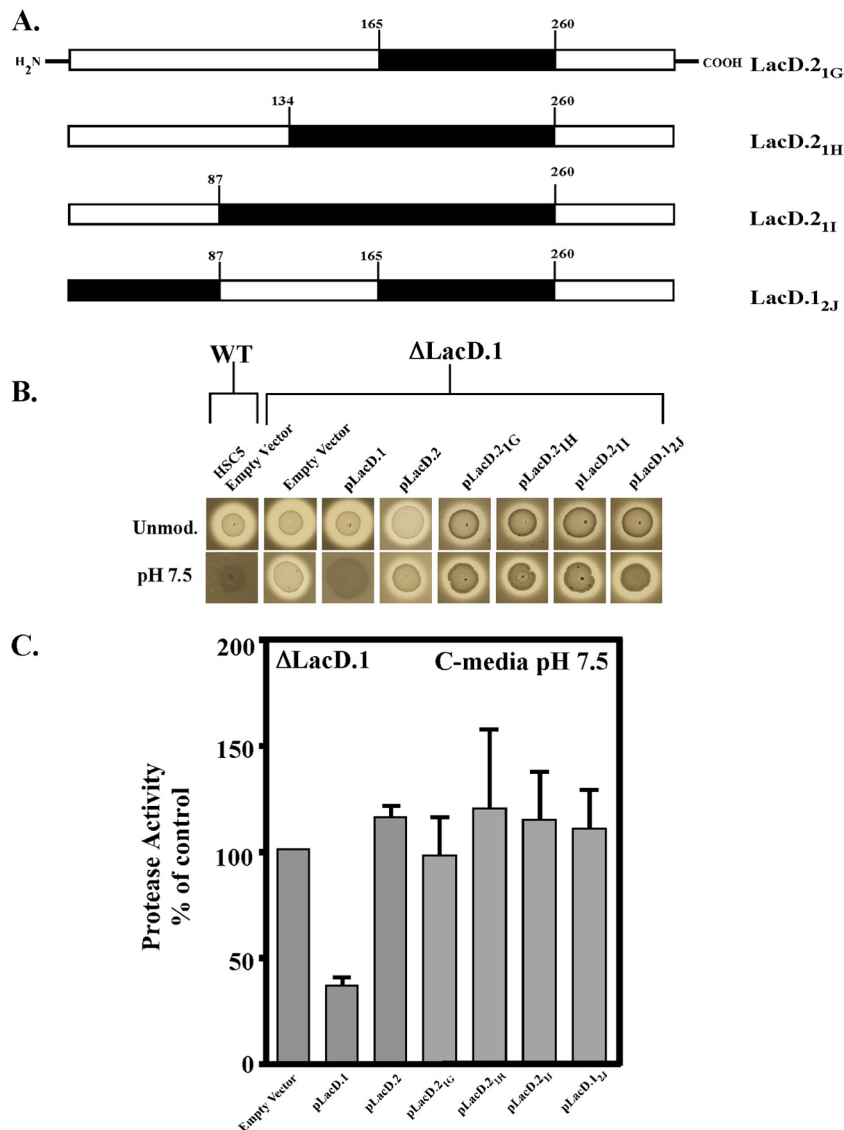 A.
165 260
H2N COOH LacD.21G
134 260
LacD.21H
87 260
LacD.21I
87 165 260
LacD.12J
B.
WT ΔLacD.1
HSC5 Empty Vector
Empty Vector
pLacD.1
pLacD.2
pLacD.21G
pLacD.21H
pLacD.21I
pLacD.12J
Unmod.
pH 7.5
C.
ΔLacD.1 C-media pH 7.5
Protease Activity
% of control
200
150
100
50
0
Empty Vector
pLacD.1
pLacD.2
pLacD.21G
pLacD.21H
pLacD.21I
pLacD.12J